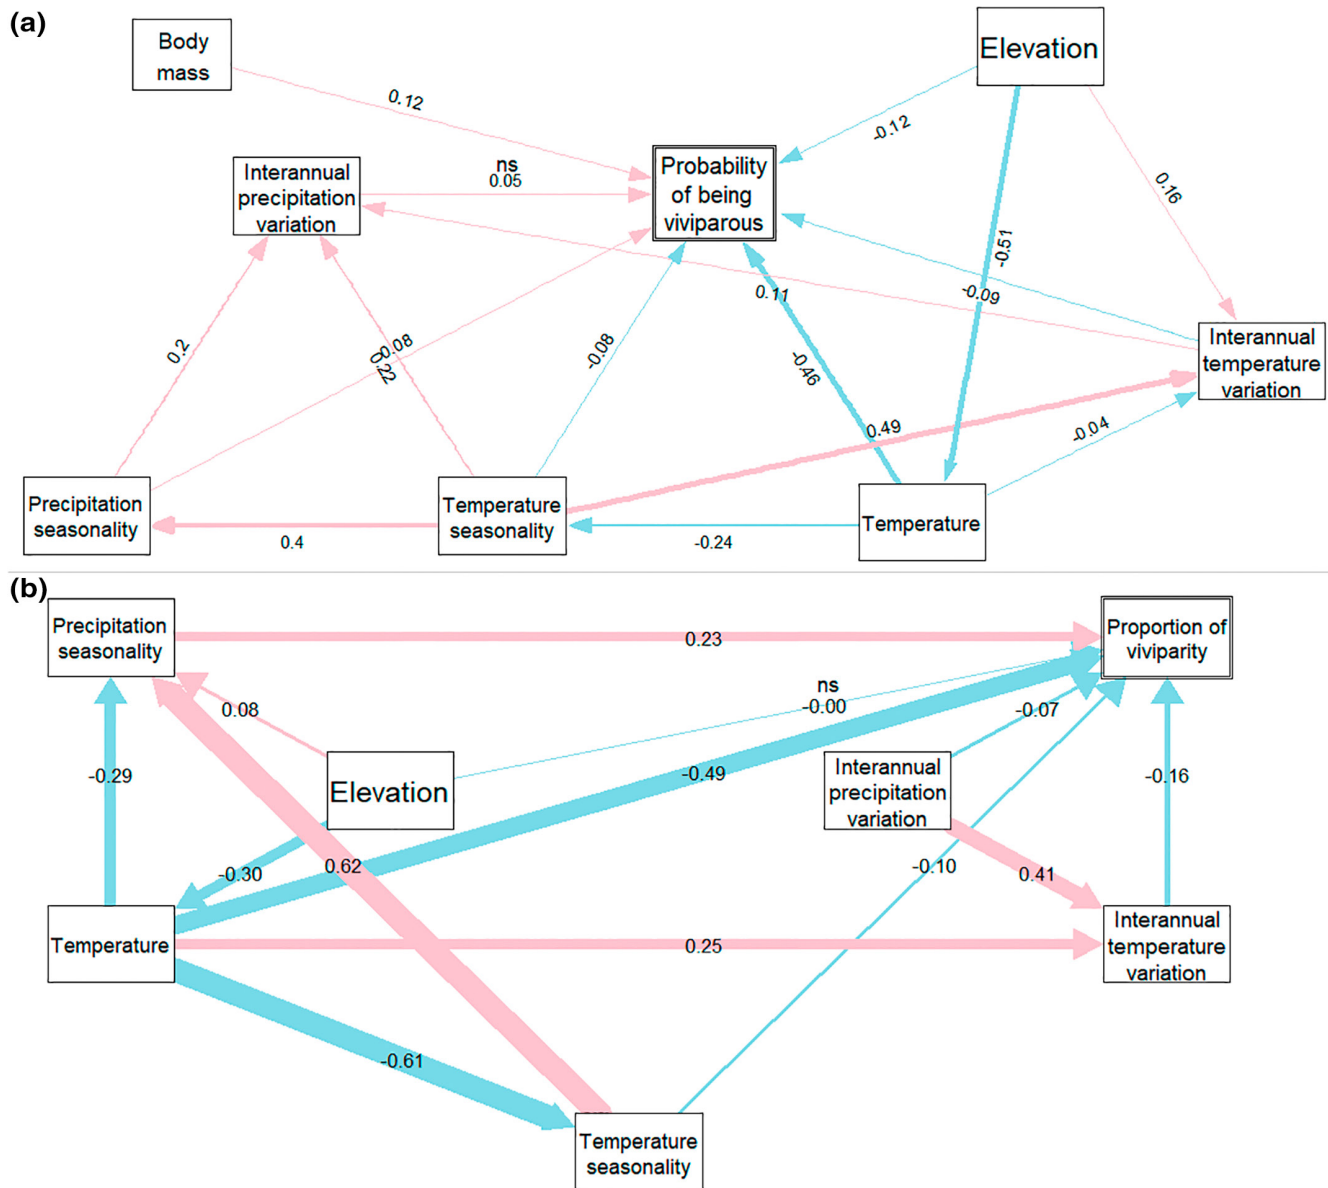 (a)
Body
mass
Elevation
0.12
-0.12
Interannual
precipitation
variation
ns
0.05
Probability
of being
viviparous
0.16
-0.51
0.11
-0.09
0.2
0.08
0.22
-0.08
-0.46
Interannual
temperature
variation
0.49
-0.04
Precipitation
seasonality
0.4
Temperature
seasonality
-0.24
Temperature
(b)
Precipitation
seasonality
0.23
Proportion of
viviparity
ns
-0.00
0.08
-0.07
-0.29
Elevation
-0.49
Interannual
precipitation
variation
-0.16
-0.30
0.62
-0.10
0.41
Temperature
0.25
Interannual
temperature
variation
-0.61
Temperature
seasonality